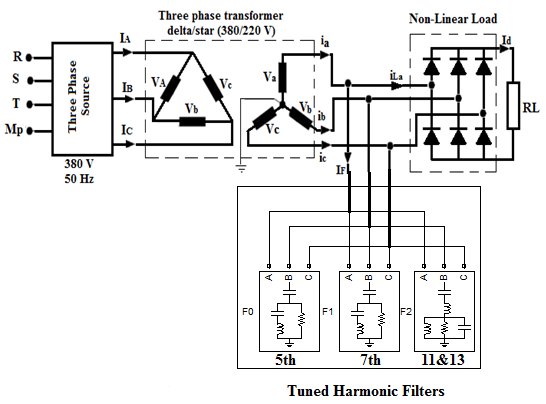 Three phase transformer
delta/star (380/220 V)
Non-Linear Load
IA
ia
Id
R
S
T
Mp
Three Phase
Source
VA
Vc
Vb
Va
iLa
IB
Vb
ib
RL
Vc
IC
ic
380 V
50 Hz
IF
A B C A B C A B C
F0
F1
F2
5th
7th
11&13
Tuned Harmonic Filters